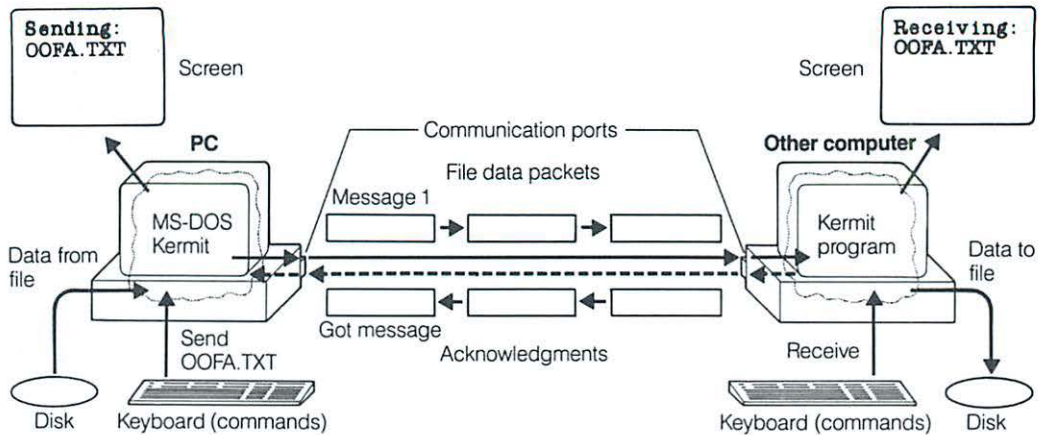 Sending:
OOFA.TXT
Screen
Receiving:
OOFA.TXT
Screen
Communication ports
PC
Other computer
File data packets
Message 1
MS-DOS
Kermit
Kermit
program
Data from
file
Data to
file
Got message
Acknowledgments
Send
OOFA.TXT
Receive
Disk
Keyboard (commands)
Keyboard (commands)
Disk